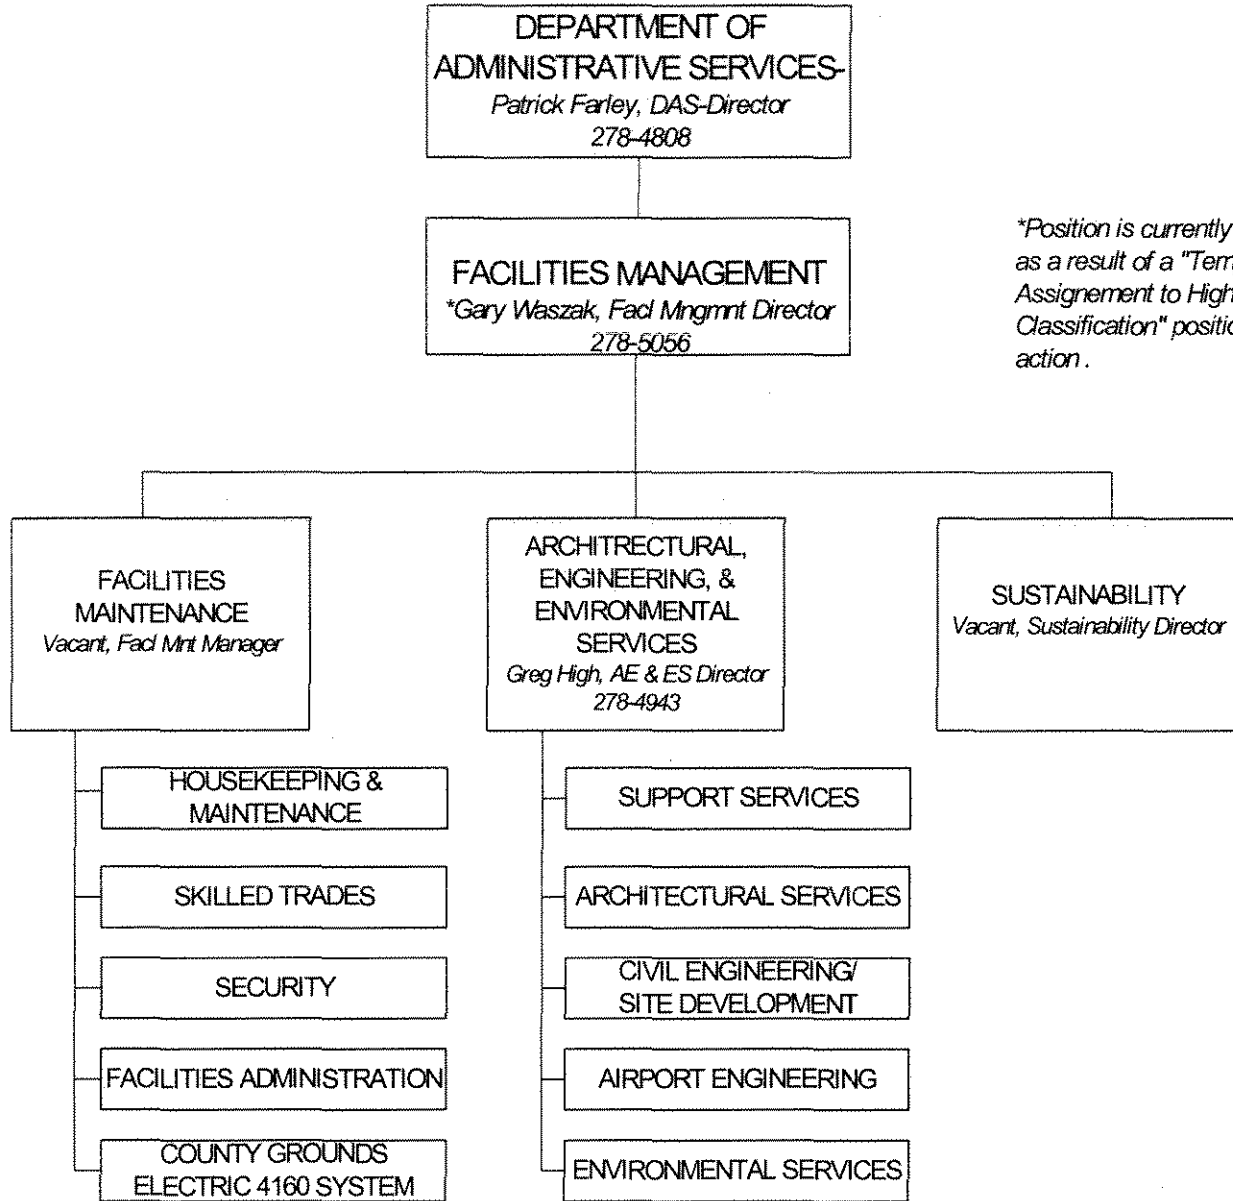 DEPARTMENT OF
ADMINISTRATIVE SERVICES-
Patrick Farley, DAS-Director
278-4808
FACILITIES MANAGEMENT
*Gary Waszak, Facl Mngmnt Director
278-5056
*Position is currently
as a result of a "Tem
Assignement to High
Classification" positio
action .
FACILITIES
MAINTENANCE
Vacant, Facl Mnt Manager
ARCHITRECTURAL,
ENGINEERING, &
ENVIRONMENTAL
SERVICES
Greg High, AE & ES Director
278-4943
SUSTAINABILITY
Vacant, Sustainability Director
HOUSEKEEPING &
MAINTENANCE
SKILLED TRADES
SECURITY
FACILITIES ADMINISTRATION
COUNTY GROUNDS
ELECTRIC 4160 SYSTEM
SUPPORT SERVICES
ARCHITECTURAL SERVICES
CIVIL ENGINEERING/
SITE DEVELOPMENT
AIRPORT ENGINEERING
ENVIRONMENTAL SERVICES